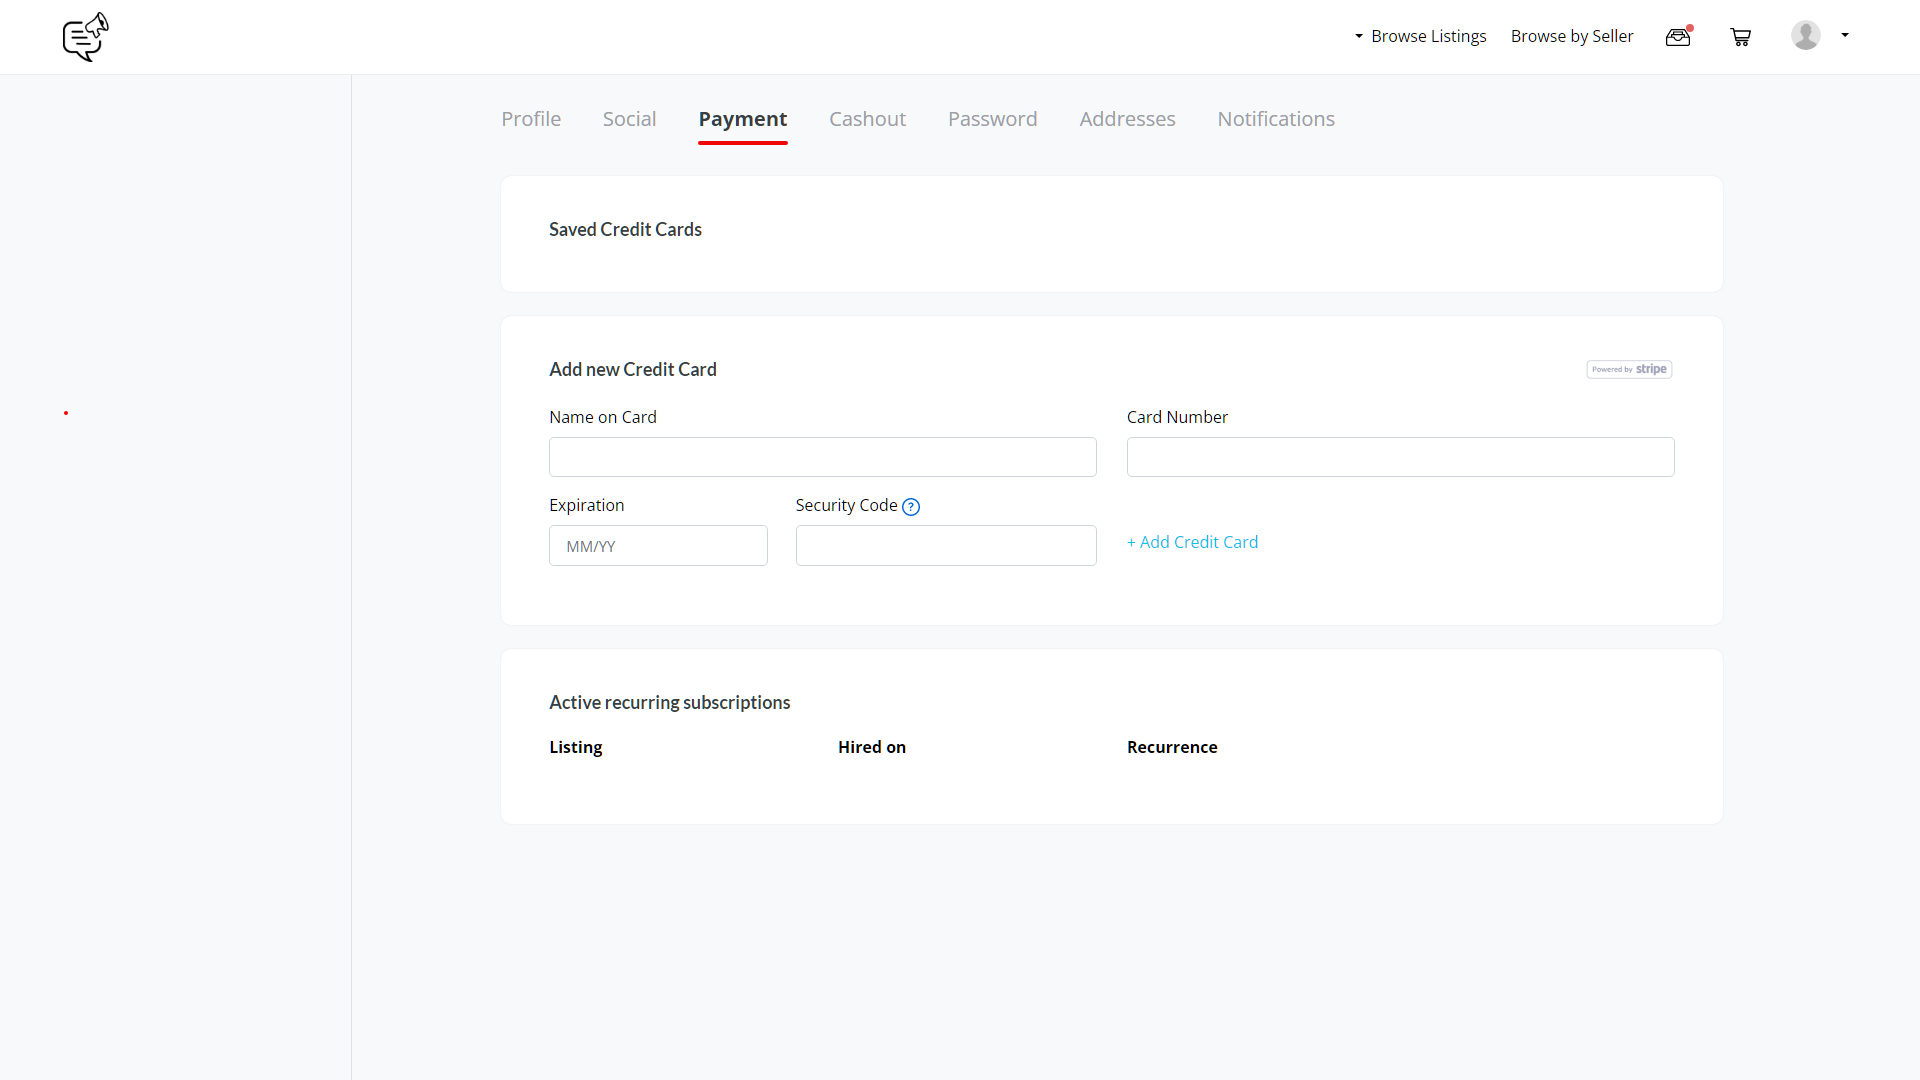 Browse Listings Browse by Seller
Profile Social Payment Cashout Password Addresses Notifications
Saved Credit Cards
Add new Credit Card Powered by stripe
Name on Card Card Number
Expiration Security Code ?
MM/YY + Add Credit Card
Active recurring subscriptions
Listing Hired on Recurrence